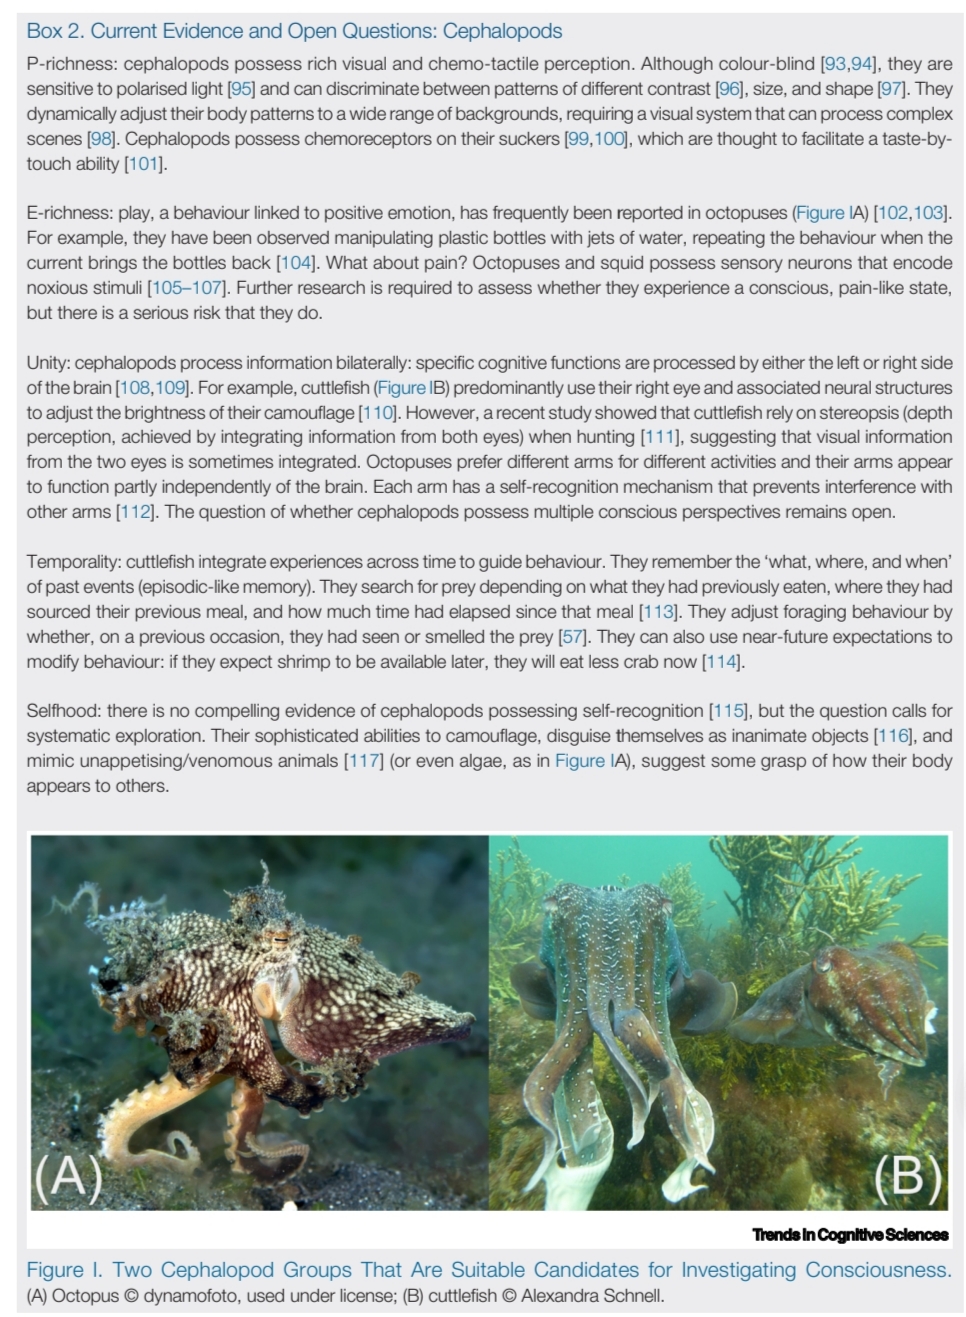 Box 2. Current Evidence and Open Questions: Cephalopods
P-richness: cephalopods possess rich visual and chemo-tactile perception. Although colour-blind [93,94], they are
sensitive to polarised light [95] and can discriminate between patterns of different contrast [96], size, and shape [97]. They
dynamically adjust their body patterns to a wide range of backgrounds, requiring a visual system that can process complex
scenes [98]. Cephalopods possess chemoreceptors on their suckers [99,100], which are thought to facilitate a taste-by-
touch ability [101].
E-richness: play, a behaviour linked to positive emotion, has frequently been reported in octopuses (Figure IA) [102,103].
For example, they have been observed manipulating plastic bottles with jets of water, repeating the behaviour when the
current brings the bottles back [104]. What about pain? Octopuses and squid possess sensory neurons that encode
noxious stimuli [105–107]. Further research is required to assess whether they experience a conscious, pain-like state,
but there is a serious risk that they do.
Unity: cephalopods process information bilaterally: specific cognitive functions are processed by either the left or right side
of the brain [108,109]. For example, cuttlefish (Figure IB) predominantly use their right eye and associated neural structures
to adjust the brightness of their camouflage [110]. However, a recent study showed that cuttlefish rely on stereopsis (depth
perception, achieved by integrating information from both eyes) when hunting [111], suggesting that visual information
from the two eyes is sometimes integrated. Octopuses prefer different arms for different activities and their arms appear
to function partly independently of the brain. Each arm has a self-recognition mechanism that prevents interference with
other arms [112]. The question of whether cephalopods possess multiple conscious perspectives remains open.
Temporality: cuttlefish integrate experiences across time to guide behaviour. They remember the ‘what, where, and when’
of past events (episodic-like memory). They search for prey depending on what they had previously eaten, where they had
sourced their previous meal, and how much time had elapsed since that meal [113]. They adjust foraging behaviour by
whether, on a previous occasion, they had seen or smelled the prey [57]. They can also use near-future expectations to
modify behaviour: if they expect shrimp to be available later, they will eat less crab now [114].
Selfhood: there is no compelling evidence of cephalopods possessing self-recognition [115], but the question calls for
systematic exploration. Their sophisticated abilities to camouflage, disguise themselves as inanimate objects [116], and
mimic unappetising/venomous animals [117] (or even algae, as in Figure IA), suggest some grasp of how their body
appears to others.
(A)
(B)
Trends in Cognitive Sciences
Figure I. Two Cephalopod Groups That Are Suitable Candidates for Investigating Consciousness.
(A) Octopus © dynamofoto, used under license; (B) cuttlefish © Alexandra Schnell.